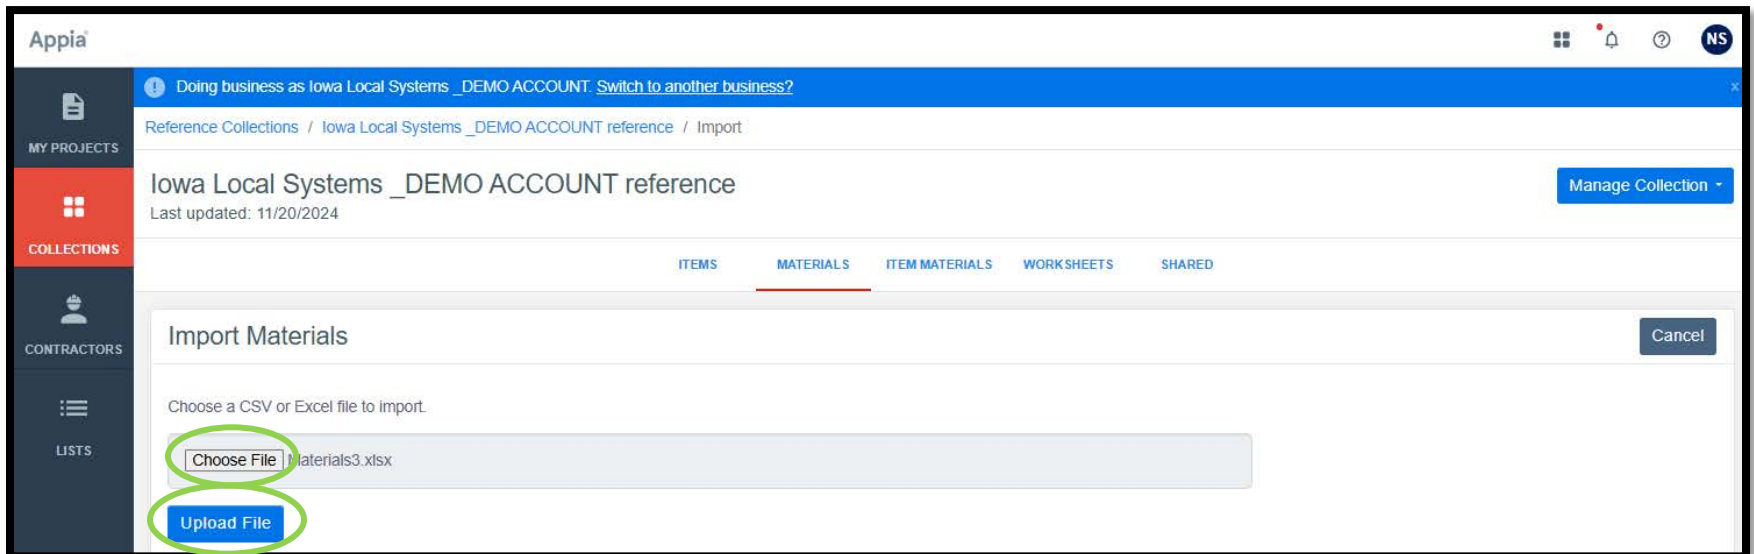 Appia
NS
Doing business as Iowa Local Systems _DEMO ACCOUNT. Switch to another business?
x
MY PROJECTS
Reference Collections / Iowa Local Systems _DEMO ACCOUNT reference / Import
Iowa Local Systems _DEMO ACCOUNT reference
Manage Collection
Last updated: 11/20/2024
COLLECTIONS
ITEMS MATERIALS ITEM MATERIALS WORKSHEETS SHARED
Import Materials
Cancel
CONTRACTORS
Choose a CSV or Excel file to import.
LISTS
Choose File Materials3.xlsx
Upload File